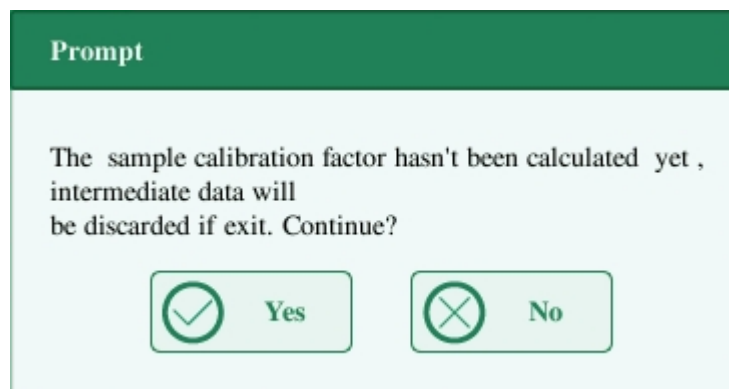 Prompt
The sample calibration factor hasn't been calculated yet ,
intermediate data will
be discarded if exit. Continue?
Yes No